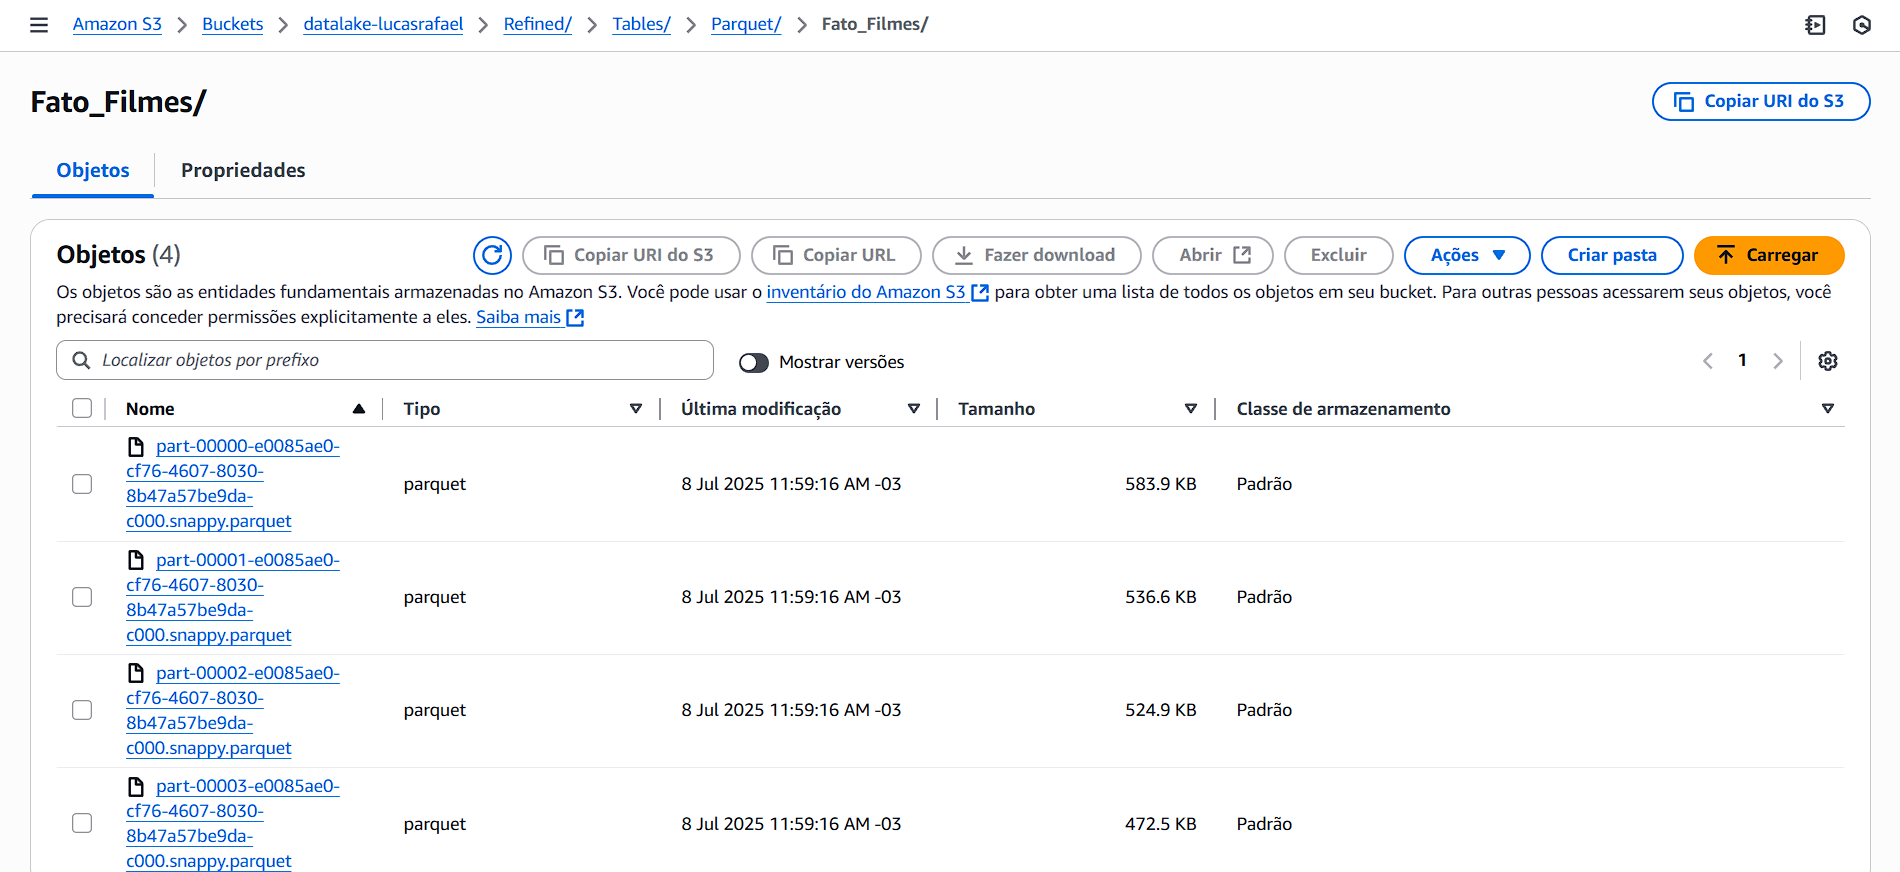 Amazon S3 > Buckets > datalake-lucasrafael > Refined/ > Tables/ > Parquet/ > Fato_Filmes/
Fato_Filmes/
Copiar URI do S3
Objetos
Propriedades
Objetos (4)
Copiar URI do S3
Copiar URL
Fazer download
Abrir
Excluir
Ações
Criar pasta
Carregar
Os objetos são as entidades fundamentais armazenadas no Amazon S3. Você pode usar o inventário do Amazon S3 para obter uma lista de todos os objetos em seu bucket. Para outras pessoas acessarem seus objetos, você
precisará conceder permissões explicitamente a eles. Saiba mais
Localizar objetos por prefixo
Mostrar versões
1
Nome
Tipo
Última modificação
Tamanho
Classe de armazenamento
part-00000-e0085ae0-
cf76-4607-8030-
8b47a57be9da-
c000.snappy.parquet
parquet
8 Jul 2025 11:59:16 AM -03
583.9 KB
Padrão
part-00001-e0085ae0-
cf76-4607-8030-
8b47a57be9da-
c000.snappy.parquet
parquet
8 Jul 2025 11:59:16 AM -03
536.6 KB
Padrão
part-00002-e0085ae0-
cf76-4607-8030-
8b47a57be9da-
c000.snappy.parquet
parquet
8 Jul 2025 11:59:16 AM -03
524.9 KB
Padrão
part-00003-e0085ae0-
cf76-4607-8030-
8b47a57be9da-
c000.snappy.parquet
parquet
8 Jul 2025 11:59:16 AM -03
472.5 KB
Padrão